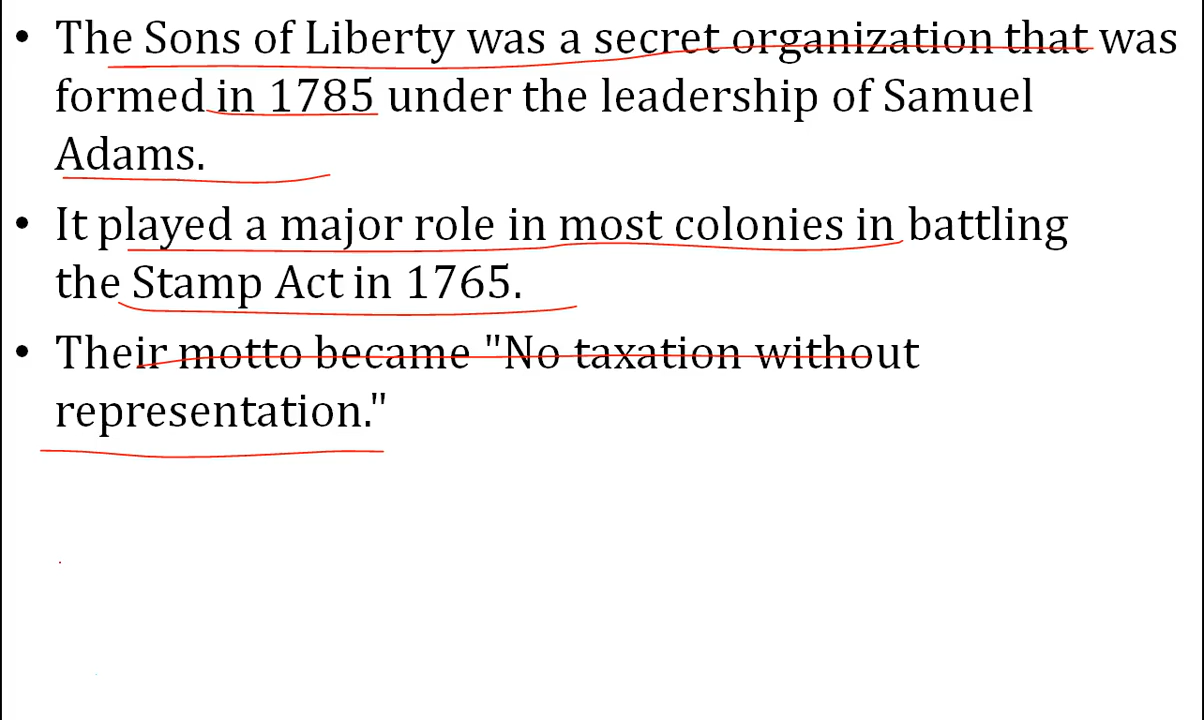 • The Sons of Liberty was a secret organization that was
formed in 1785 under the leadership of Samuel
Adams.
• It played a major role in most colonies in battling
the Stamp Act in 1765.
• Their motto became "No taxation without
representation."